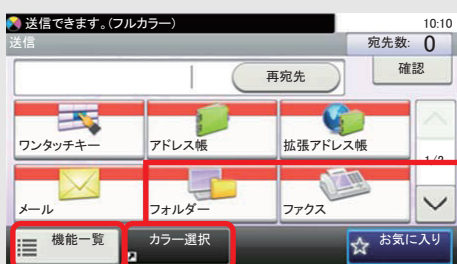 送信できます。(フルカラー)
10:10
送信
宛先数: 0
再宛先
確認
ワンタッチキー
アドレス帳
拡張アドレス帳
メール
フォルダー
ファクス
機能一覧
カラー選択
お気に入り